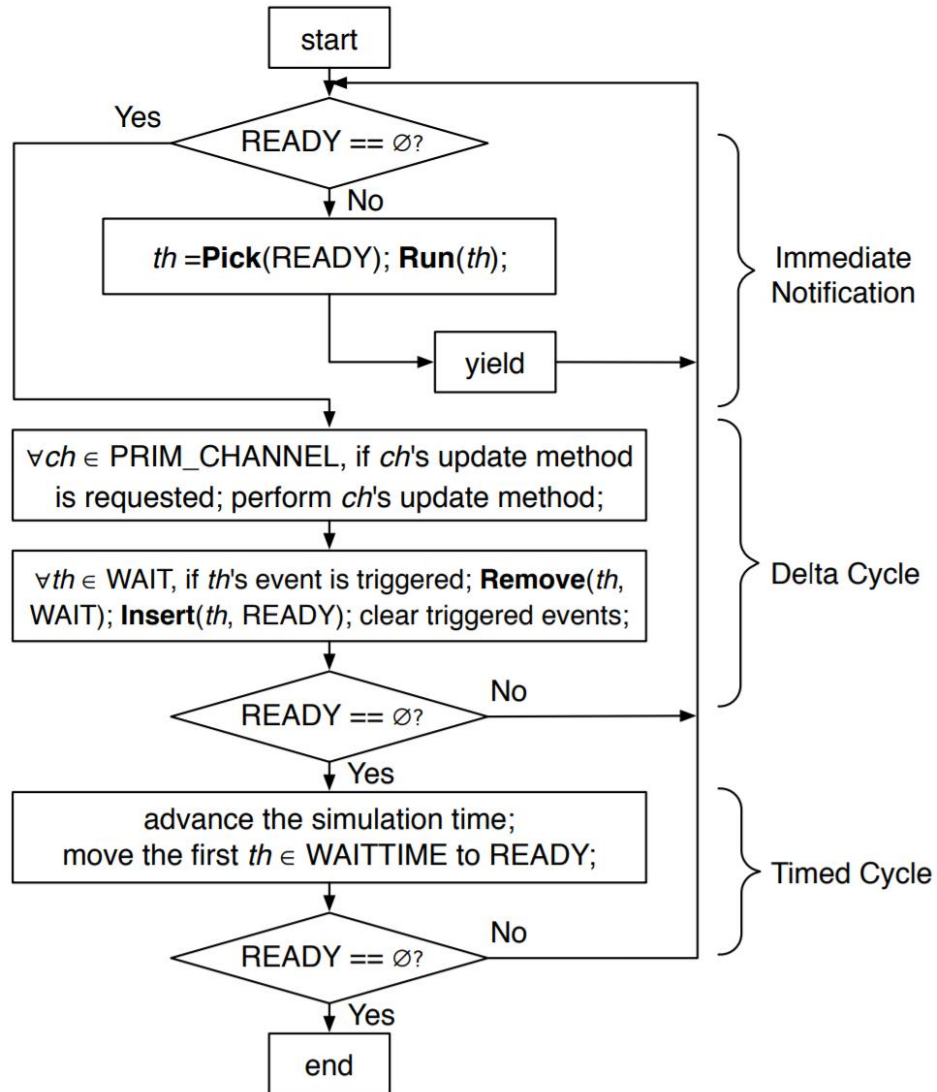 start
Yes
READY == ∅?
No
th =Pick(READY); Run(th);
Immediate
Notification
yield
∀ch ∈ PRIM_CHANNEL, if ch's update method
is requested; perform ch's update method;
∀th ∈ WAIT, if th's event is triggered; Remove(th,
WAIT); Insert(th, READY); clear triggered events;
Delta Cycle
READY == ∅?
No
Yes
advance the simulation time;
move the first th ∈ WAITTIME to READY;
Timed Cycle
READY == ∅?
No
Yes
end